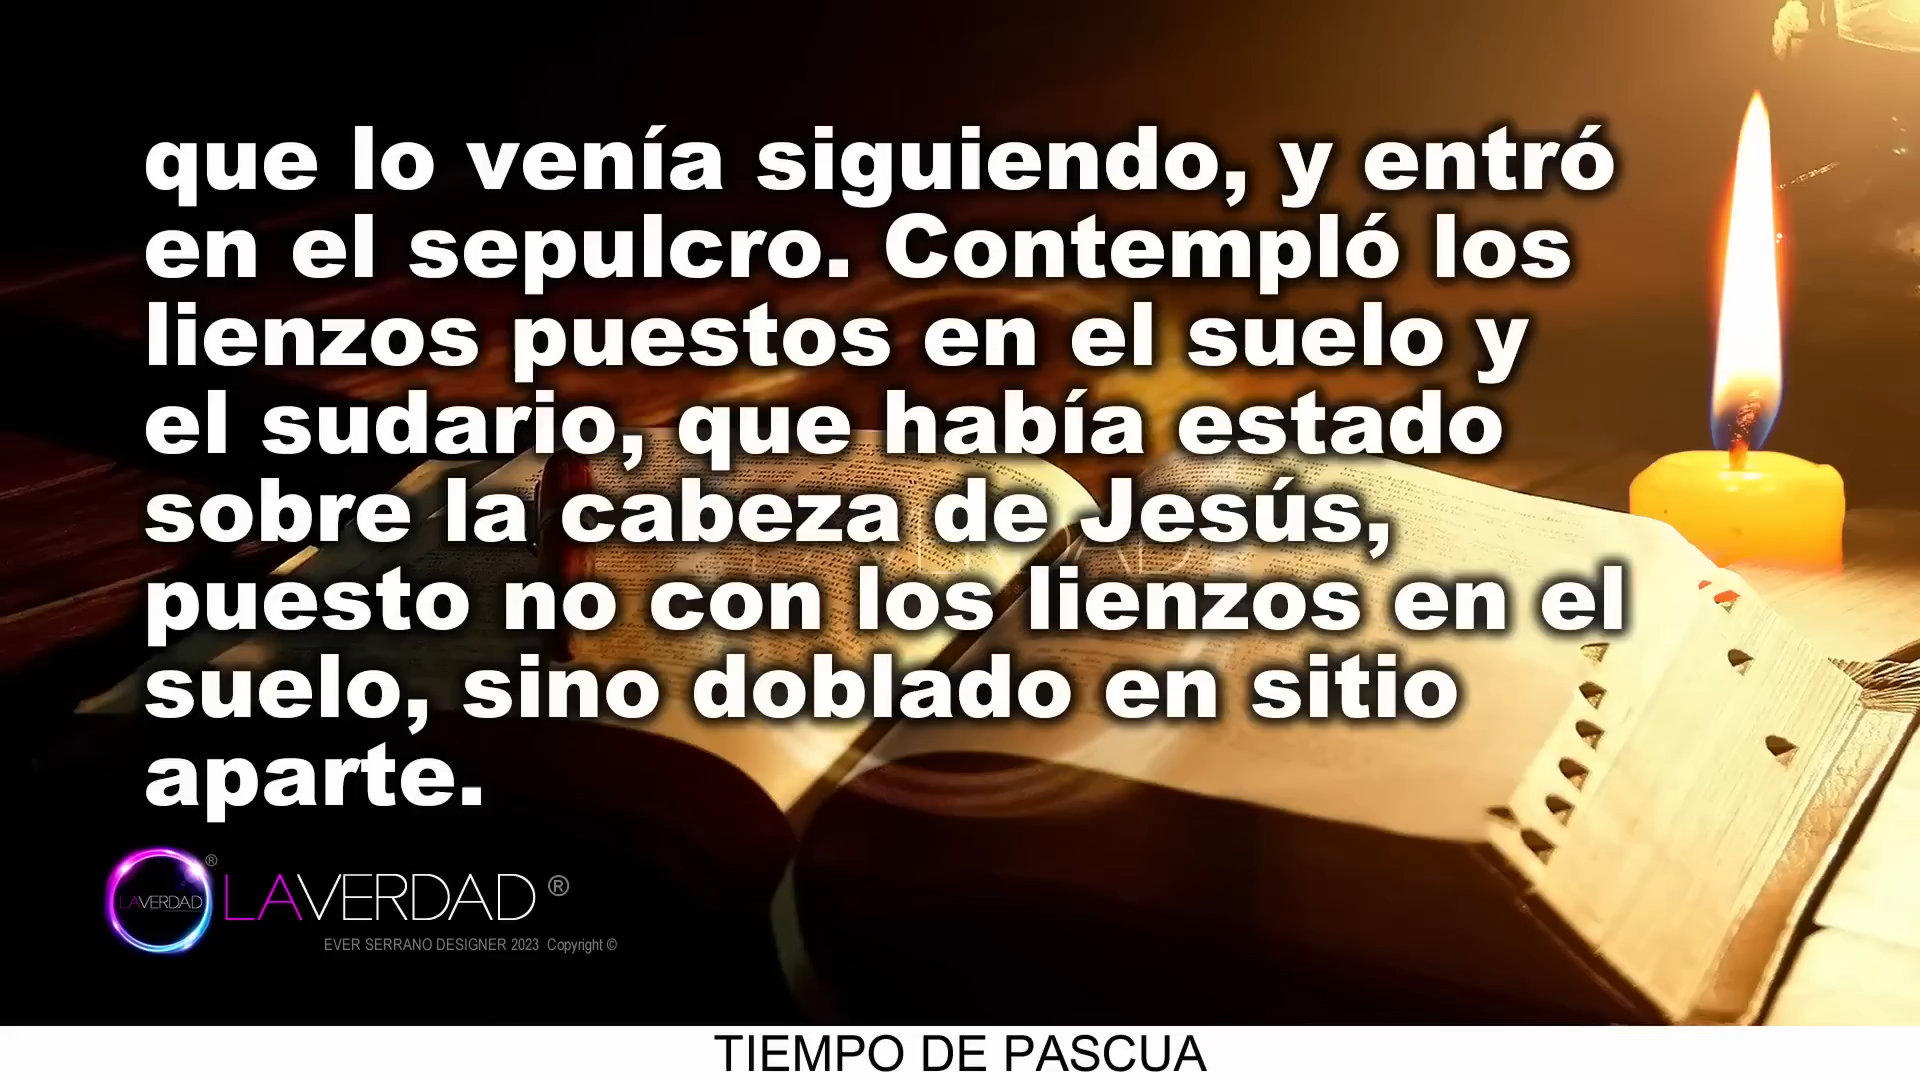 que lo venía siguiendo, y entró
en el sepulcro. Contempló los
lienzos puestos en el suelo y
el sudario, que había estado
sobre la cabeza de Jesús,
puesto no con los lienzos en el
suelo, sino doblado en sitio
aparte.
LAVERDAD ®
LAVERDAD ®
EVER SERRANO DESIGNER 2023 Copyright ©
TIEMPO DE PASCUA